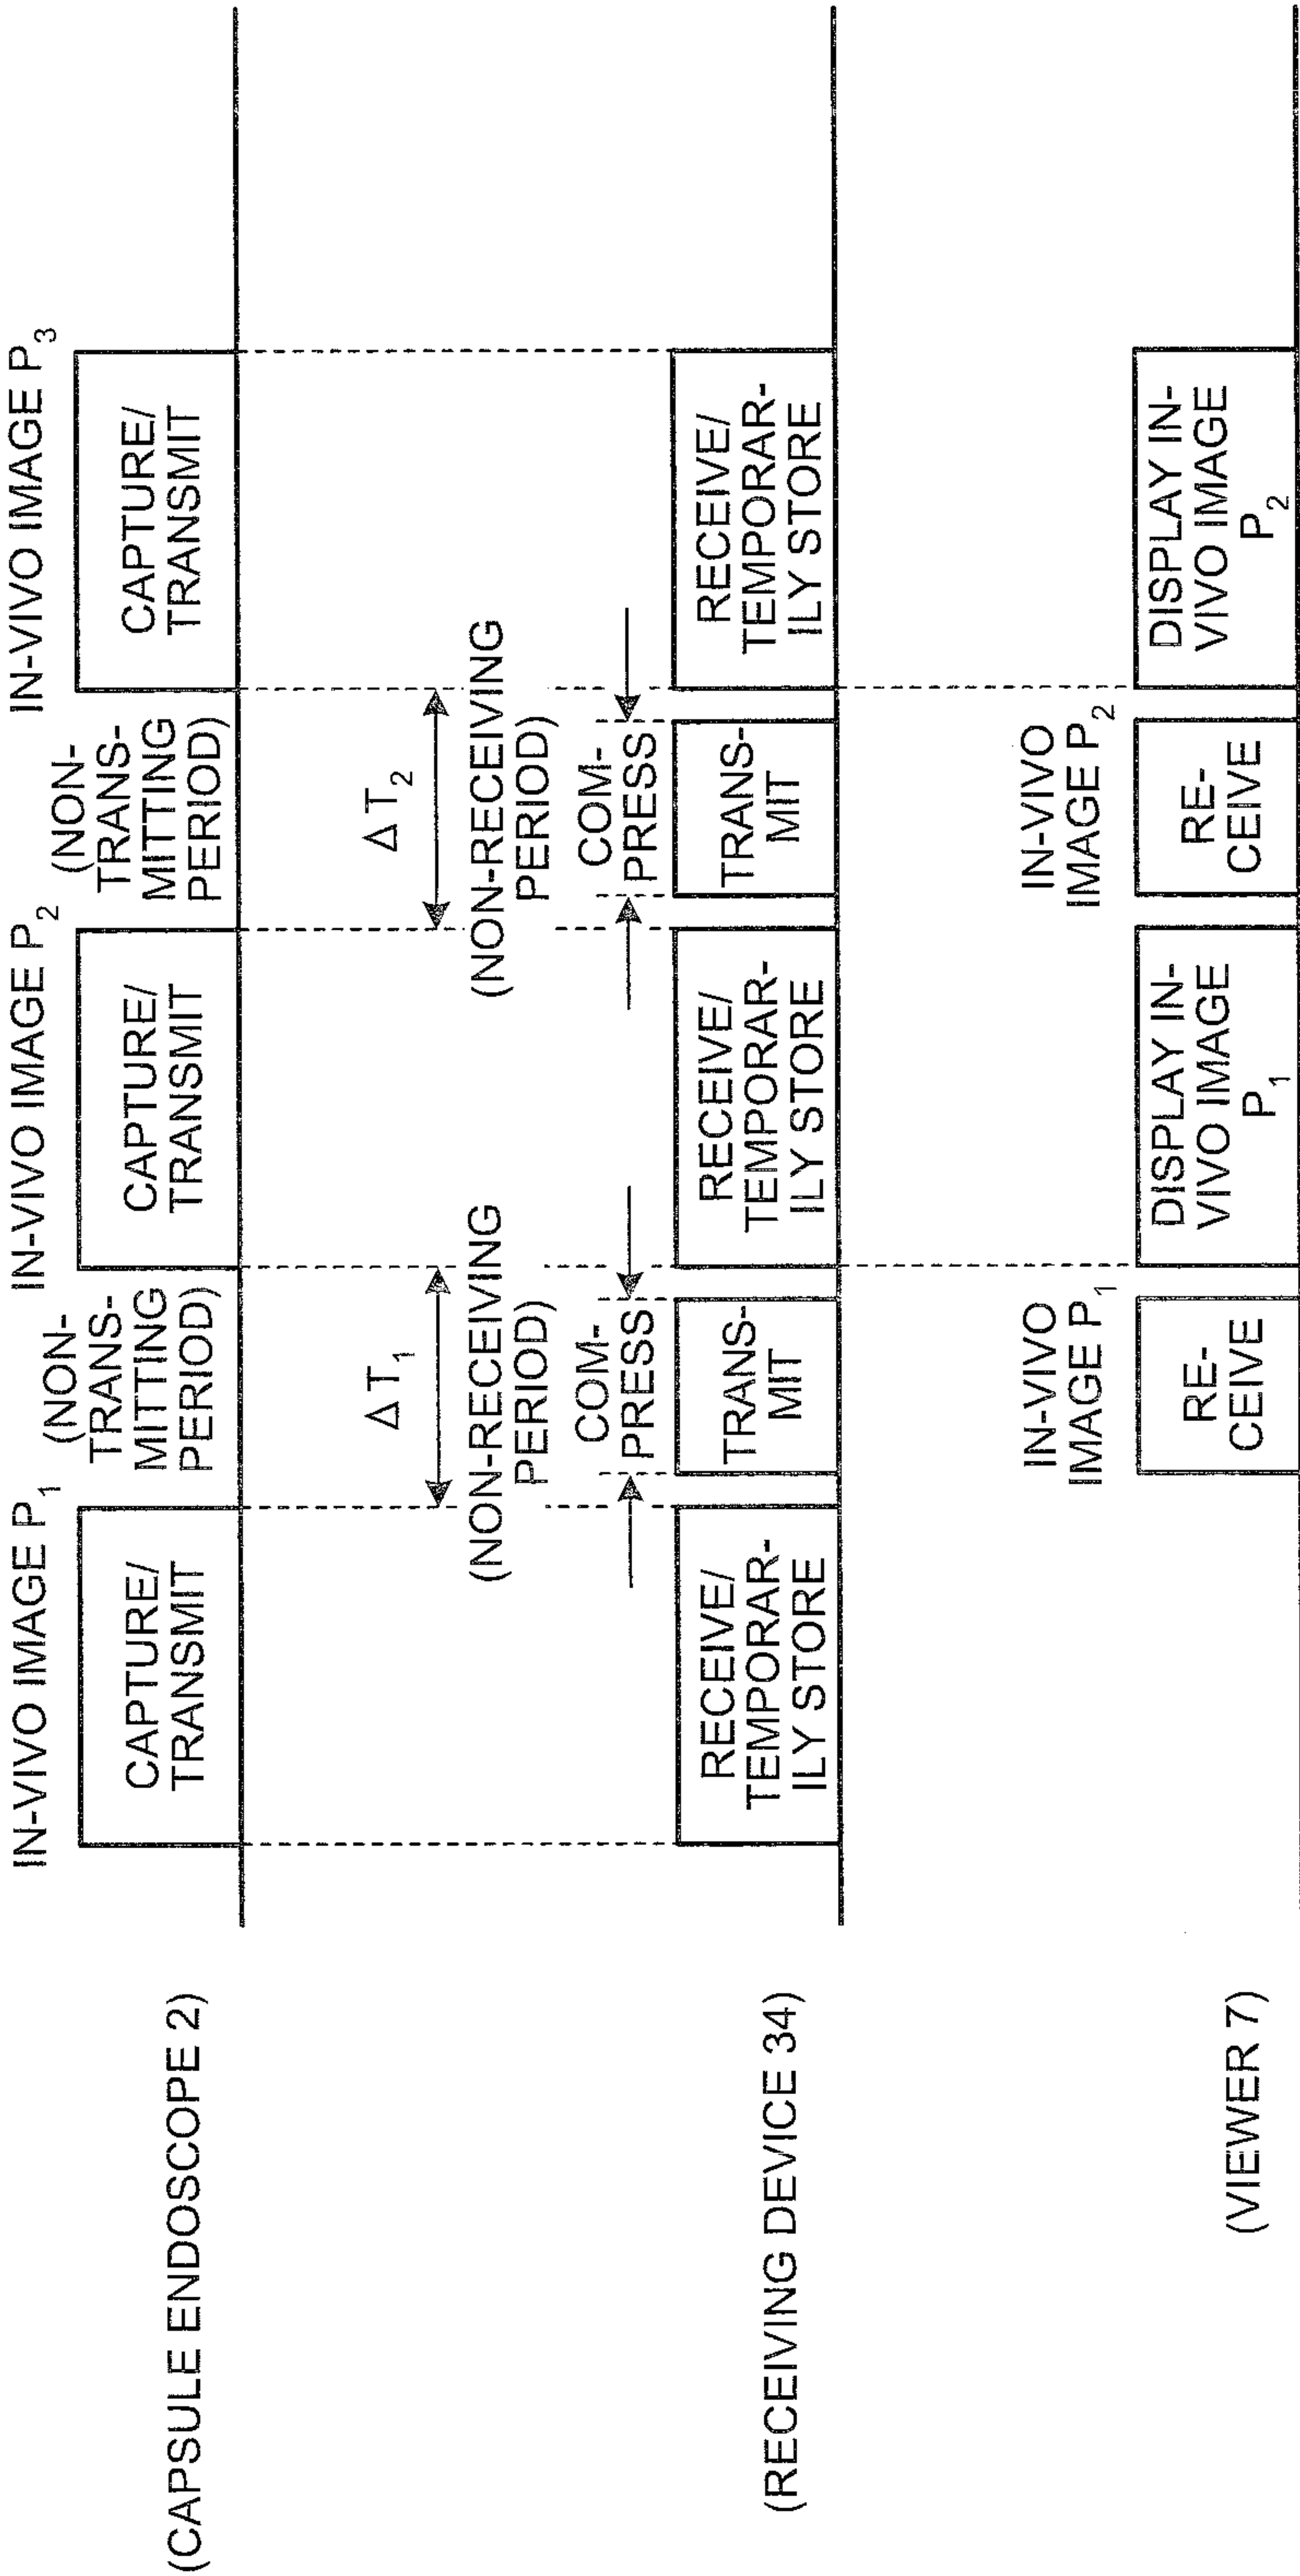 (CAPSULE ENDOSCOPE 2)
IN-VIVO IMAGE P1
CAPTURE/
TRANSMIT
(NON-
TRANS-
MITTING
PERIOD)
IN-VIVO IMAGE P2
CAPTURE/
TRANSMIT
(NON-
TRANS-
MITTING
PERIOD)
IN-VIVO IMAGE P3
CAPTURE/
TRANSMIT
ΔT1
(NON-RECEIVING
PERIOD)
ΔT2
(NON-RECEIVING
PERIOD)
(RECEIVING DEVICE 34)
RECEIVE/
TEMPORAR-
ILY STORE
COM-
PRESS
TRANS-
MIT
RECEIVE/
TEMPORAR-
ILY STORE
COM-
PRESS
TRANS-
MIT
RECEIVE/
TEMPORAR-
ILY STORE
(VIEWER 7)
IN-VIVO
IMAGE P1
RE-
CEIVE
DISPLAY IN-
VIVO IMAGE
P1
IN-VIVO
IMAGE P2
RE-
CEIVE
DISPLAY IN-
VIVO IMAGE
P2